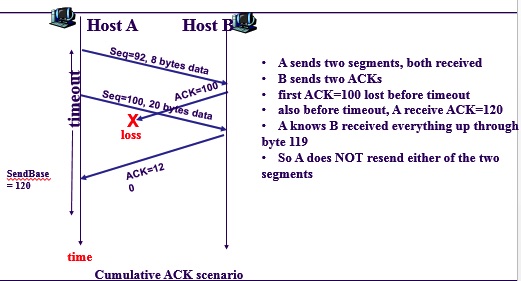 Host A
Host B
Seq=92, 8 bytes data
ACK=100
Seq=100, 20 bytes data
timeout
X
loss
ACK=12
0
SendBase
= 120
time
Cumulative ACK scenario
• A sends two segments, both received
• B sends two ACKs
• first ACK=100 lost before timeout
• also before timeout, A receive ACK=120
• A knows B received everything up through
byte 119
• So A does NOT resend either of the two
segments